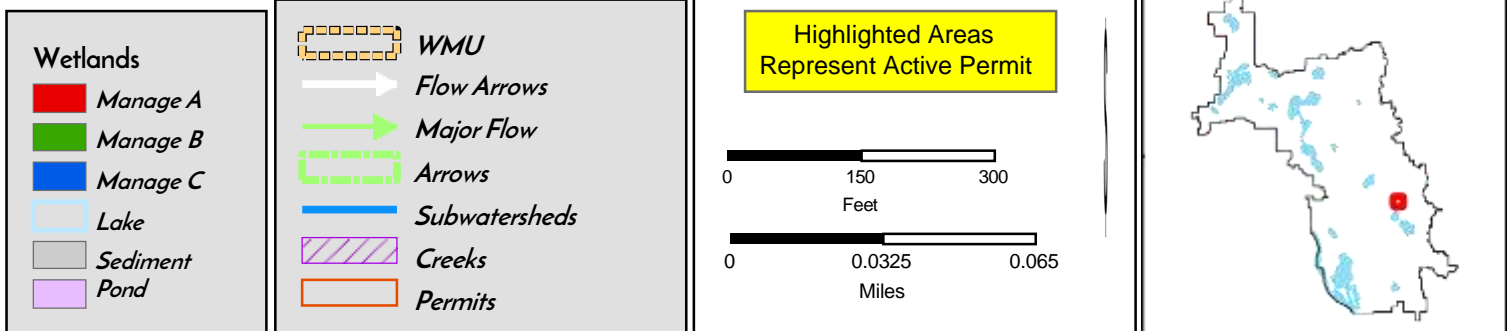 Wetlands
Manage A
Manage B
Manage C
Lake
Sediment
Pond
WMU
Flow Arrows
Major Flow
Arrows
Subwatersheds
Creeks
Permits
Highlighted Areas
Represent Active Permit
0 150 300
Feet
0 0.0325 0.065
Miles